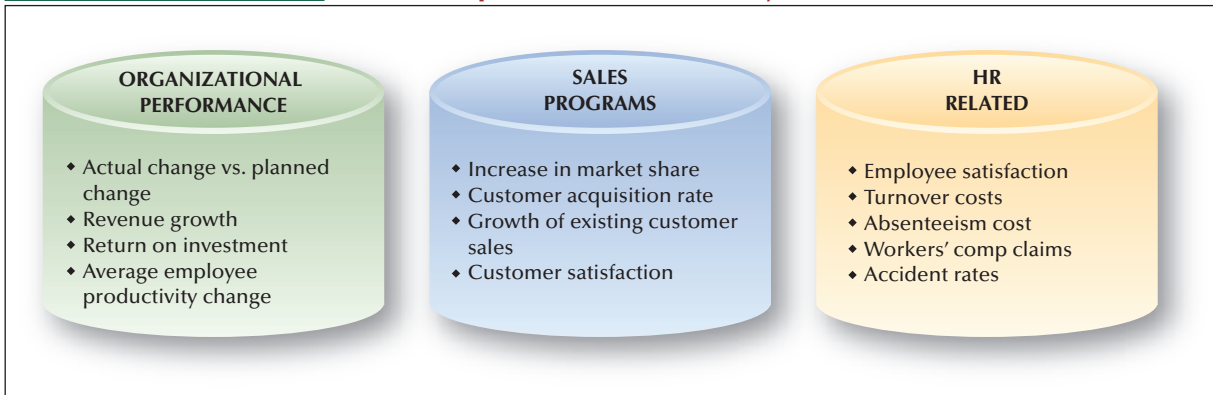 ORGANIZATIONAL
PERFORMANCE
◆ Actual change vs. planned
change
◆ Revenue growth
◆ Return on investment
◆ Average employee
productivity change
SALES
PROGRAMS
◆ Increase in market share
◆ Customer acquisition rate
◆ Growth of existing customer
sales
◆ Customer satisfaction
HR
RELATED
◆ Employee satisfaction
◆ Turnover costs
◆ Absenteeism cost
◆ Workers’ comp claims
◆ Accident rates